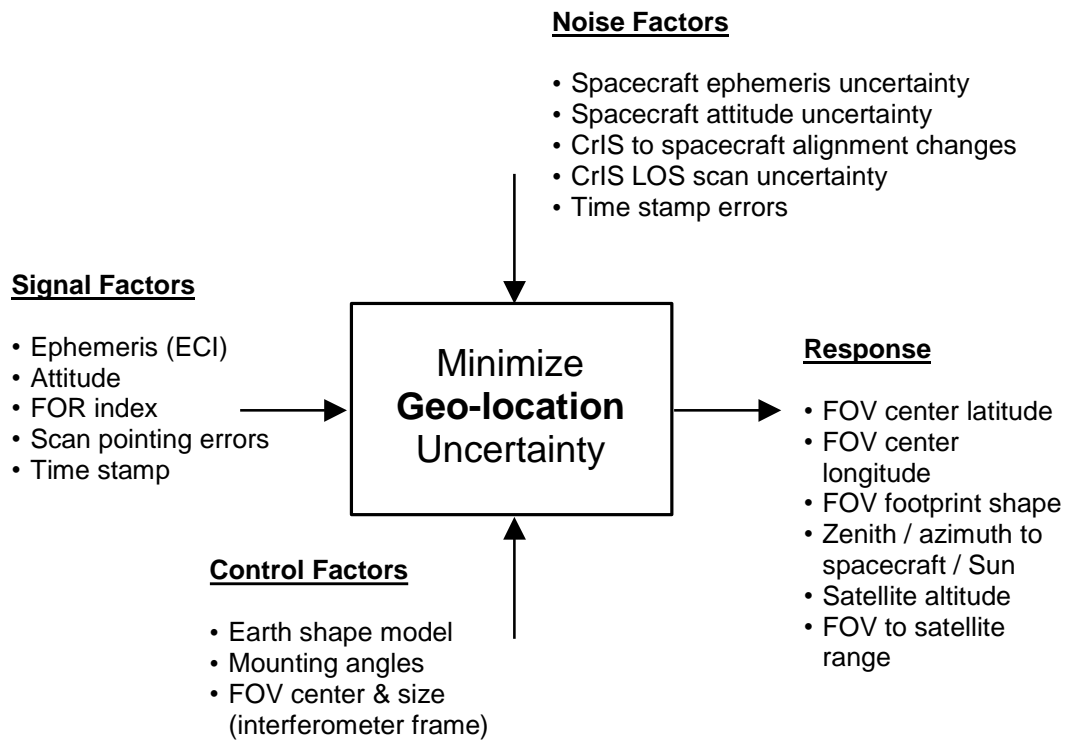 Noise Factors
• Spacecraft ephemeris uncertainty
• Spacecraft attitude uncertainty
• CrIS to spacecraft alignment changes
• CrIS LOS scan uncertainty
• Time stamp errors
Signal Factors
• Ephemeris (ECI)
• Attitude
• FOR index
• Scan pointing errors
• Time stamp
Minimize
Geo-location
Uncertainty
Response
• FOV center latitude
• FOV center
longitude
• FOV footprint shape
• Zenith / azimuth to
spacecraft / Sun
• Satellite altitude
• FOV to satellite
range
Control Factors
• Earth shape model
• Mounting angles
• FOV center & size
(interferometer frame)